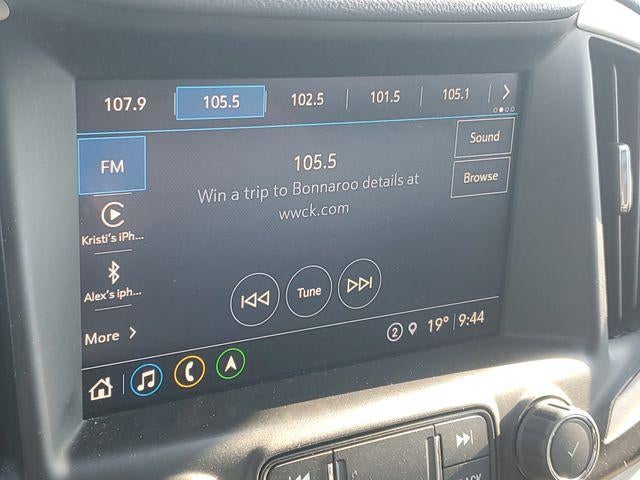 107.9 105.5 102.5 101.5 105.1
FM
105.5
Sound
Win a trip to Bonnaroo details at
wwck.com
Browse
Kristi's iPh...
Alex's iph...
Tune
More
2 19° 9:44